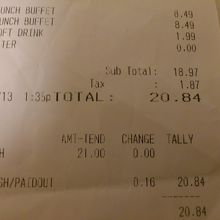 UNCH BUFFET 8.49
UNCH BUFFET 8.49
OFT DRINK 1.99
TER 0.00
Sub Total: 18.97
Tax : 1.87
/13 1:35p TOTAL: 20.84
AMT-TEND CHANGE TALLY
H 21.00 0.00
SH/PAIDOUT 0.16 20.84
20.84